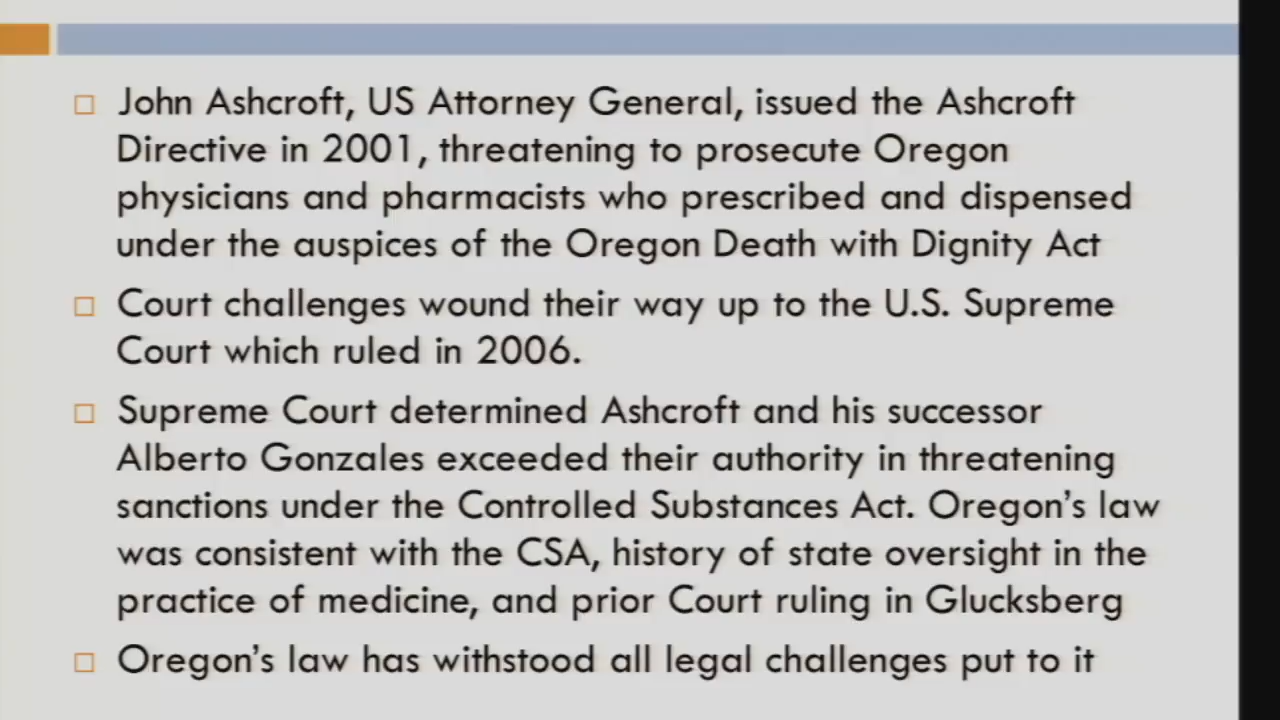 John Ashcroft, US Attorney General, issued the Ashcroft
Directive in 2001, threatening to prosecute Oregon
physicians and pharmacists who prescribed and dispensed
under the auspices of the Oregon Death with Dignity Act
Court challenges wound their way up to the U.S. Supreme
Court which ruled in 2006.
Supreme Court determined Ashcroft and his successor
Alberto Gonzales exceeded their authority in threatening
sanctions under the Controlled Substances Act. Oregon's law
was consistent with the CSA, history of state oversight in the
practice of medicine, and prior Court ruling in Glucksberg
Oregon's law has withstood all legal challenges put to it